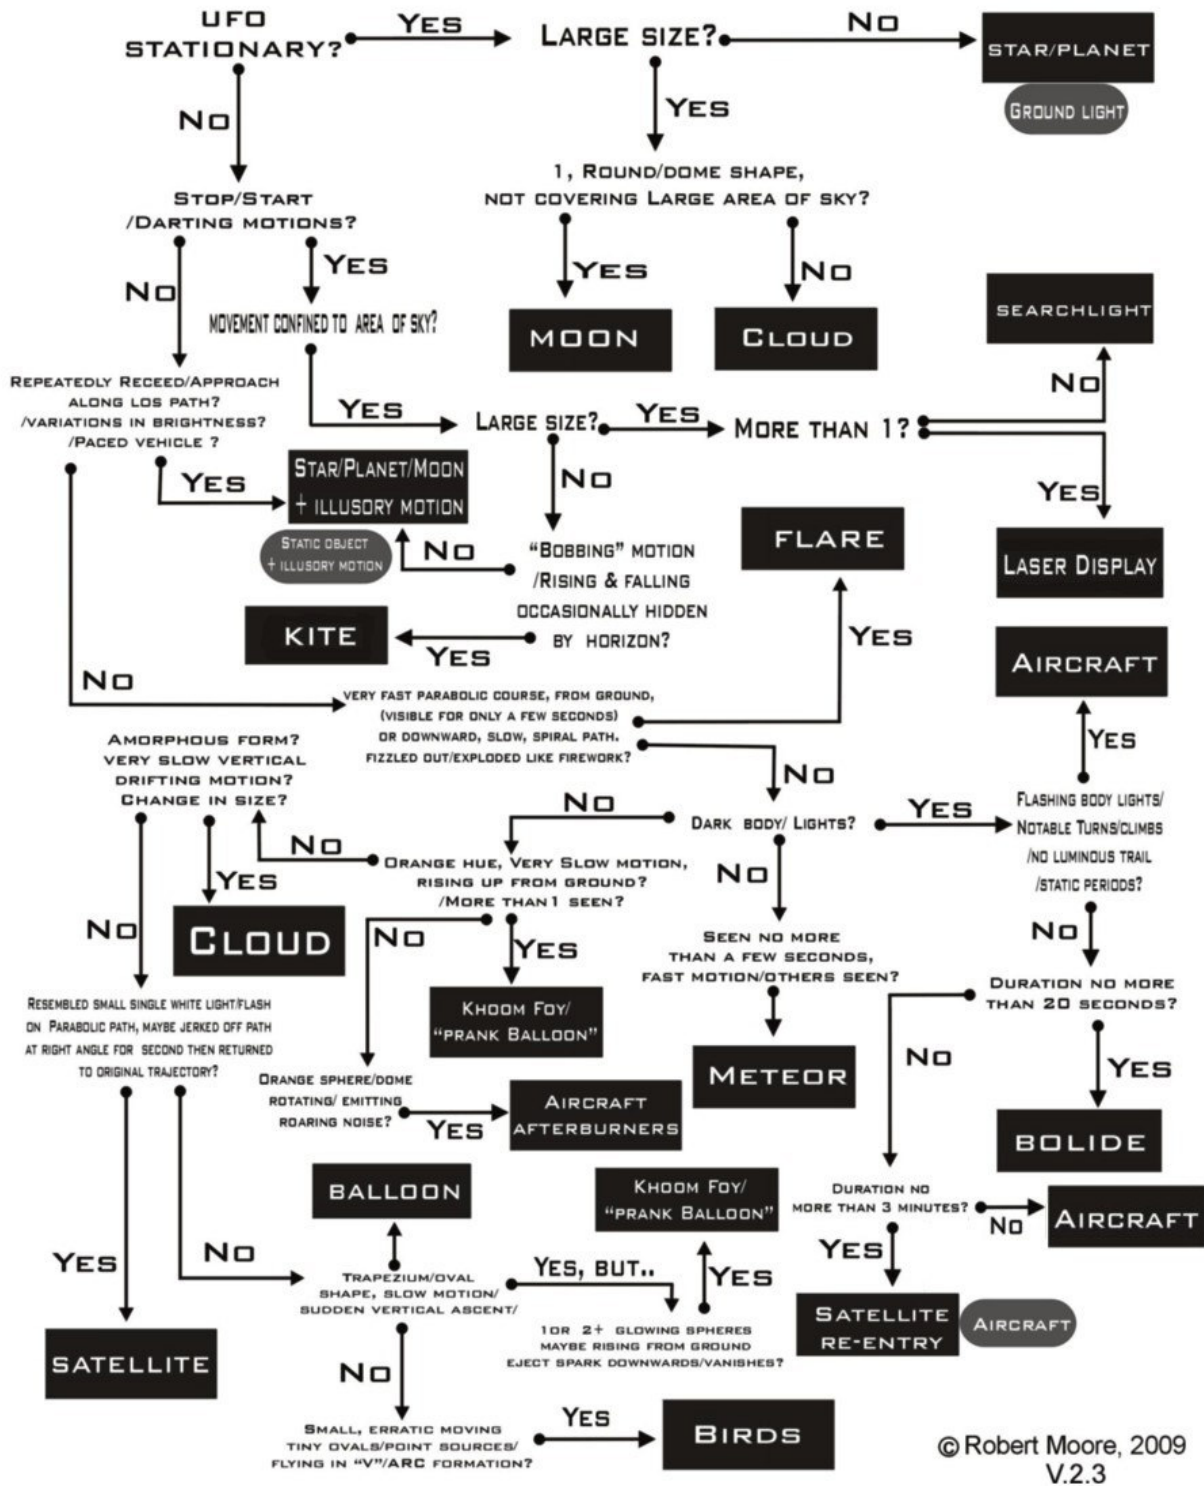 UFO
STATIONARY?
YES
LARGE SIZE?
NO
STAR/PLANET
GROUND LIGHT
NO
YES
STOP/START
/DARTING MOTIONS?
1, ROUND/DOME SHAPE,
NOT COVERING LARGE AREA OF SKY?
NO
YES
YES
NO
MOVEMENT CONFINED TO AREA OF SKY?
MOON
CLOUD
SEARCHLIGHT
REPEATEDLY RECEED/APPROACH
ALONG LOS PATH?
/VARIATIONS IN BRIGHTNESS?
/PACED VEHICLE ?
YES
LARGE SIZE?
YES
MORE THAN 1?
NO
YES
STAR/PLANET/MOON
+ ILLUSORY MOTION
STATIC OBJECT
+ ILLUSORY MOTION
NO
NO
"BOBBING" MOTION
/RISING & FALLING
OCCASIONALLY HIDDEN
BY HORIZON?
YES
KITE
FLARE
YES
LASER DISPLAY
YES
NO
VERY FAST PARABOLIC COURSE, FROM GROUND,
(VISIBLE FOR ONLY A FEW SECONDS)
OR DOWNWARD, SLOW, SPIRAL PATH.
FIZZLED OUT/EXPLODED LIKE FIREWORK?
AIRCRAFT
YES
AMORPHOUS FORM?
VERY SLOW VERTICAL
DRIFTING MOTION?
CHANGE IN SIZE?
NO
NO
DARK BODY/ LIGHTS?
YES
FLASHING BODY LIGHTS/
NOTABLE TURNS/CLIMBS
/NO LUMINOUS TRAIL
/STATIC PERIODS?
NO
YES
ORANGE HUE, VERY SLOW MOTION,
RISING UP FROM GROUND?
/MORE THAN 1 SEEN?
NO
NO
CLOUD
NO
YES
SEEN NO MORE
THAN A FEW SECONDS,
FAST MOTION/OTHERS SEEN?
NO
DURATION NO MORE
THAN 20 SECONDS?
RESEMBLED SMALL SINGLE WHITE LIGHT/FLASH
ON PARABOLIC PATH, MAYBE JERKED OFF PATH
AT RIGHT ANGLE FOR SECOND THEN RETURNED
TO ORIGINAL TRAJECTORY?
KHOOM FOY/
"PRANK BALLOON"
METEOR
NO
YES
ORANGE SPHERE/DOME
ROTATING/ EMITTING
ROARING NOISE?
YES
AIRCRAFT
AFTERBURNERS
BOLIDE
BALLOON
KHOOM FOY/
"PRANK BALLOON"
DURATION NO
MORE THAN 3 MINUTES?
NO
AIRCRAFT
YES
NO
TRAPEZIUM/OVAL
SHAPE, SLOW MOTION/
SUDDEN VERTICAL ASCENT/
YES, BUT..
YES
YES
1OR 2+ GLOWING SPHERES
MAYBE RISING FROM GROUND
EJECT SPARK DOWNWARDS/VANISHES?
SATELLITE
RE-ENTRY
AIRCRAFT
SATELLITE
NO
SMALL, ERRATIC MOVING
TINY OVALS/POINT SOURCES/
FLYING IN "V"/ARC FORMATION?
YES
BIRDS
© Robert Moore, 2009
V.2.3